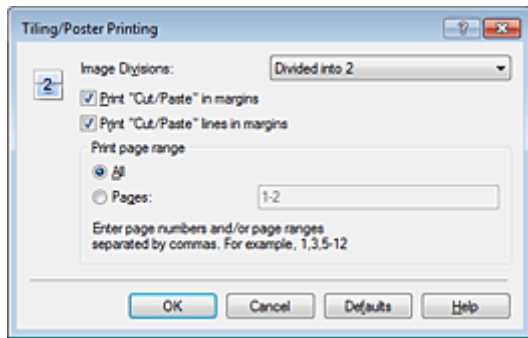 Tiling/Poster Printing
Image Divisions: Divided into 2
2
Print "Cut/Paste" in margins
Print "Cut/Paste" lines in margins
Print page range
All
Pages: 1-2
Enter page numbers and/or page ranges
separated by commas. For example, 1,3,5-12
OK Cancel Defaults Help